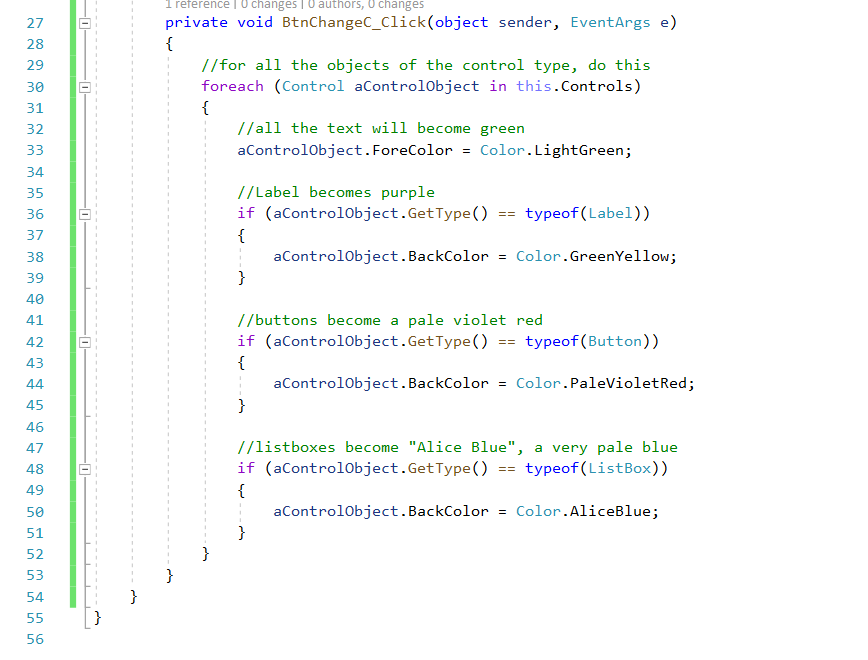 1 reference | 0 changes | 0 authors, 0 changes
27 private void BtnChangeC_Click(object sender, EventArgs e)
28 {
29 //for all the objects of the control type, do this
30 foreach (Control aControlObject in this.Controls)
31 {
32 //all the text will become green
33 aControlObject.ForeColor = Color.LightGreen;
34
35 //Label becomes purple
36 if (aControlObject.GetType() == typeof(Label))
37 {
38 aControlObject.BackColor = Color.GreenYellow;
39 }
40
41 //buttons become a pale violet red
42 if (aControlObject.GetType() == typeof(Button))
43 {
44 aControlObject.BackColor = Color.PaleVioletRed;
45 }
46
47 //listboxes become "Alice Blue", a very pale blue
48 if (aControlObject.GetType() == typeof(ListBox))
49 {
50 aControlObject.BackColor = Color.AliceBlue;
51 }
52 }
53 }
54 }
55 }
56